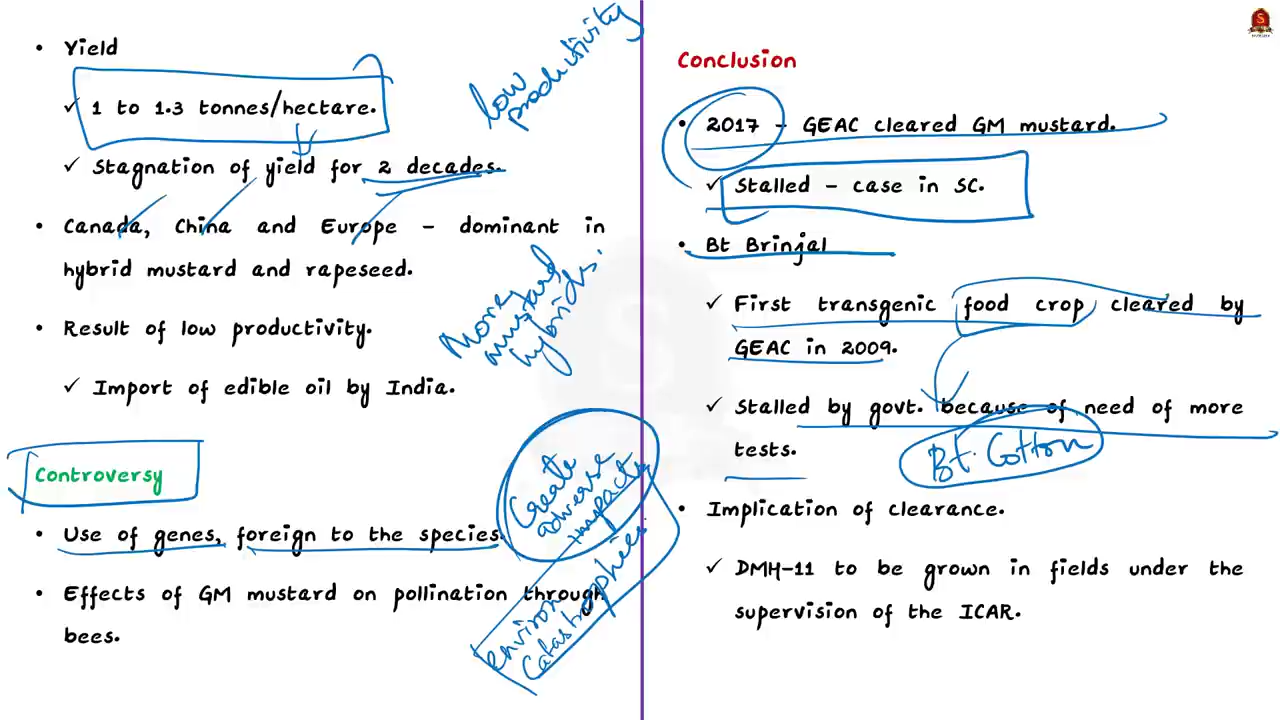 • Yield
✓ 1 to 1.3 tonnes/hectare.
✓ Stagnation of yield for 2 decades.
• Canada, China and Europe – dominant in
hybrid mustard and rapeseed.
• Result of low productivity.
✓ Import of edible oil by India.
low
productivity
More
mustard
hybrids.
Controversy
• Use of genes, foreign to the species.
• Effects of GM mustard on pollination through
bees.
Create
adverse
impacts
environ
Catastrophies
Conclusion
• 2017 – GEAC cleared GM mustard.
✓ Stalled – case in SC.
• Bt Brinjal
✓ First transgenic food crop cleared by
GEAC in 2009.
✓ Stalled by govt. because of need of more
tests.
Bt. Cotton
• Implication of clearance.
✓ DMH-11 to be grown in fields under the
supervision of the ICAR.